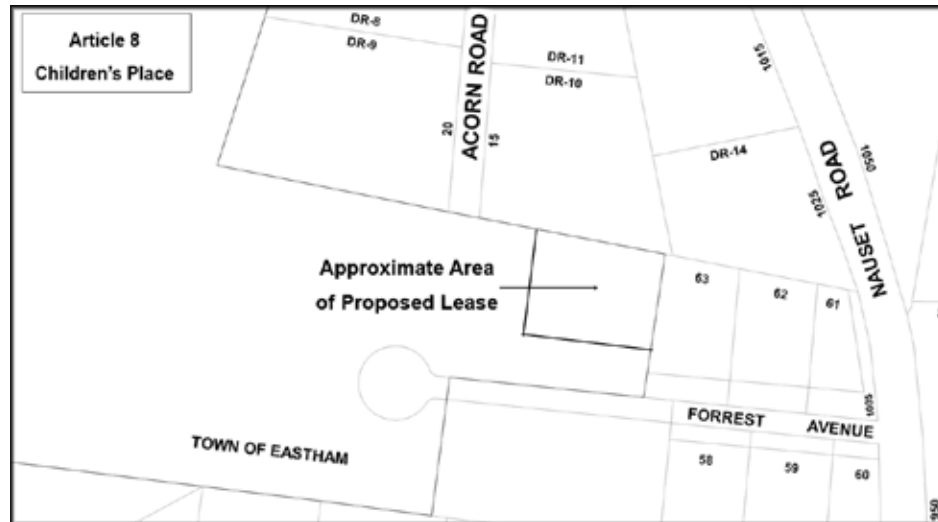 Article 8
Children's Place
DR-8
DR-9
ACORN ROAD
20
15
DR-11
DR-10
DR-14
1015
1025
NAUSET ROAD
1050
Approximate Area
of Proposed Lease
63
62
61
1035
FORREST AVENUE
TOWN OF EASTHAM
58
59
60
950